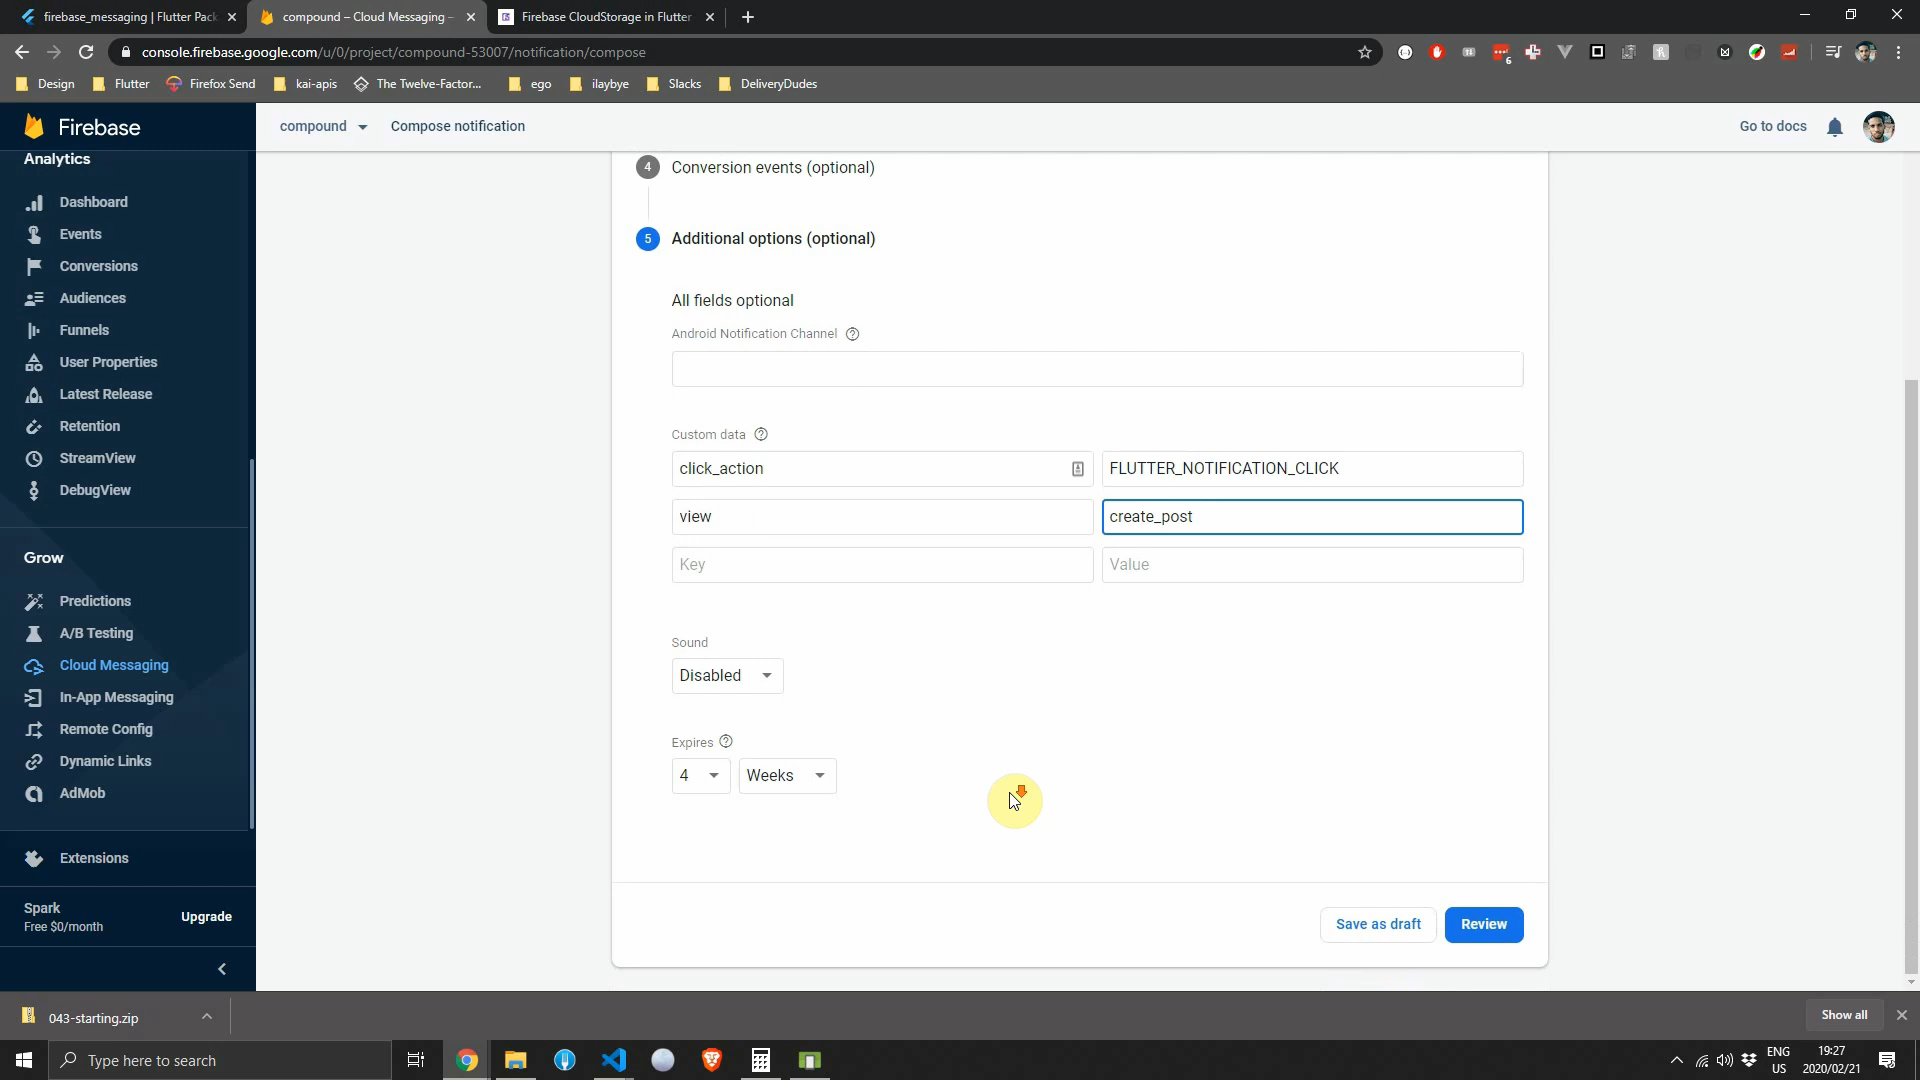 firebase_messaging | Flutter Pack
compound – Cloud Messaging –
Firebase CloudStorage in Flutter
console.firebase.google.com/u/0/project/compound-53007/notification/compose
6
Design
Flutter
Firefox Send
kai-apis
The Twelve-Factor...
ego
ilaybye
Slacks
DeliveryDudes
Firebase
compound
Compose notification
Go to docs
Analytics
Dashboard
Events
Conversions
Audiences
Funnels
User Properties
Latest Release
Retention
StreamView
DebugView
Grow
Predictions
A/B Testing
Cloud Messaging
In-App Messaging
Remote Config
Dynamic Links
AdMob
Extensions
Spark
Free $0/month
Upgrade
4
Conversion events (optional)
5
Additional options (optional)
All fields optional
Android Notification Channel
Custom data
click_action
FLUTTER_NOTIFICATION_CLICK
view
create_post
Key
Value
Sound
Disabled
Expires
4
Weeks
Save as draft
Review
043-starting.zip
Show all
Type here to search
ENG
US
19:27
2020/02/21